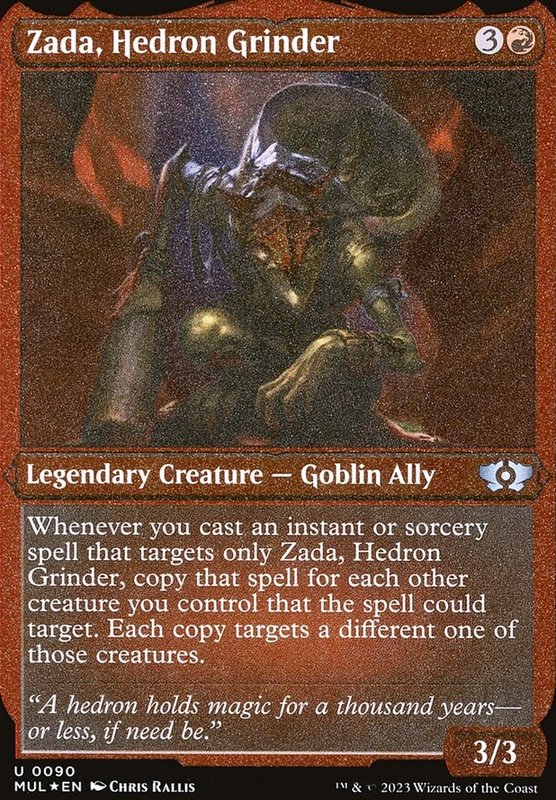 Zada, Hedron Grinder 3
Legendary Creature — Goblin Ally
Whenever you cast an instant or sorcery
spell that targets only Zada, Hedron
Grinder, copy that spell for each other
creature you control that the spell could
target. Each copy targets a different one of
those creatures.
“A hedron holds magic for a thousand years—
or less, if need be.”
3/3
U 0090
MUL★EN Chris Rallis
™ & © 2023 Wizards of the Coast